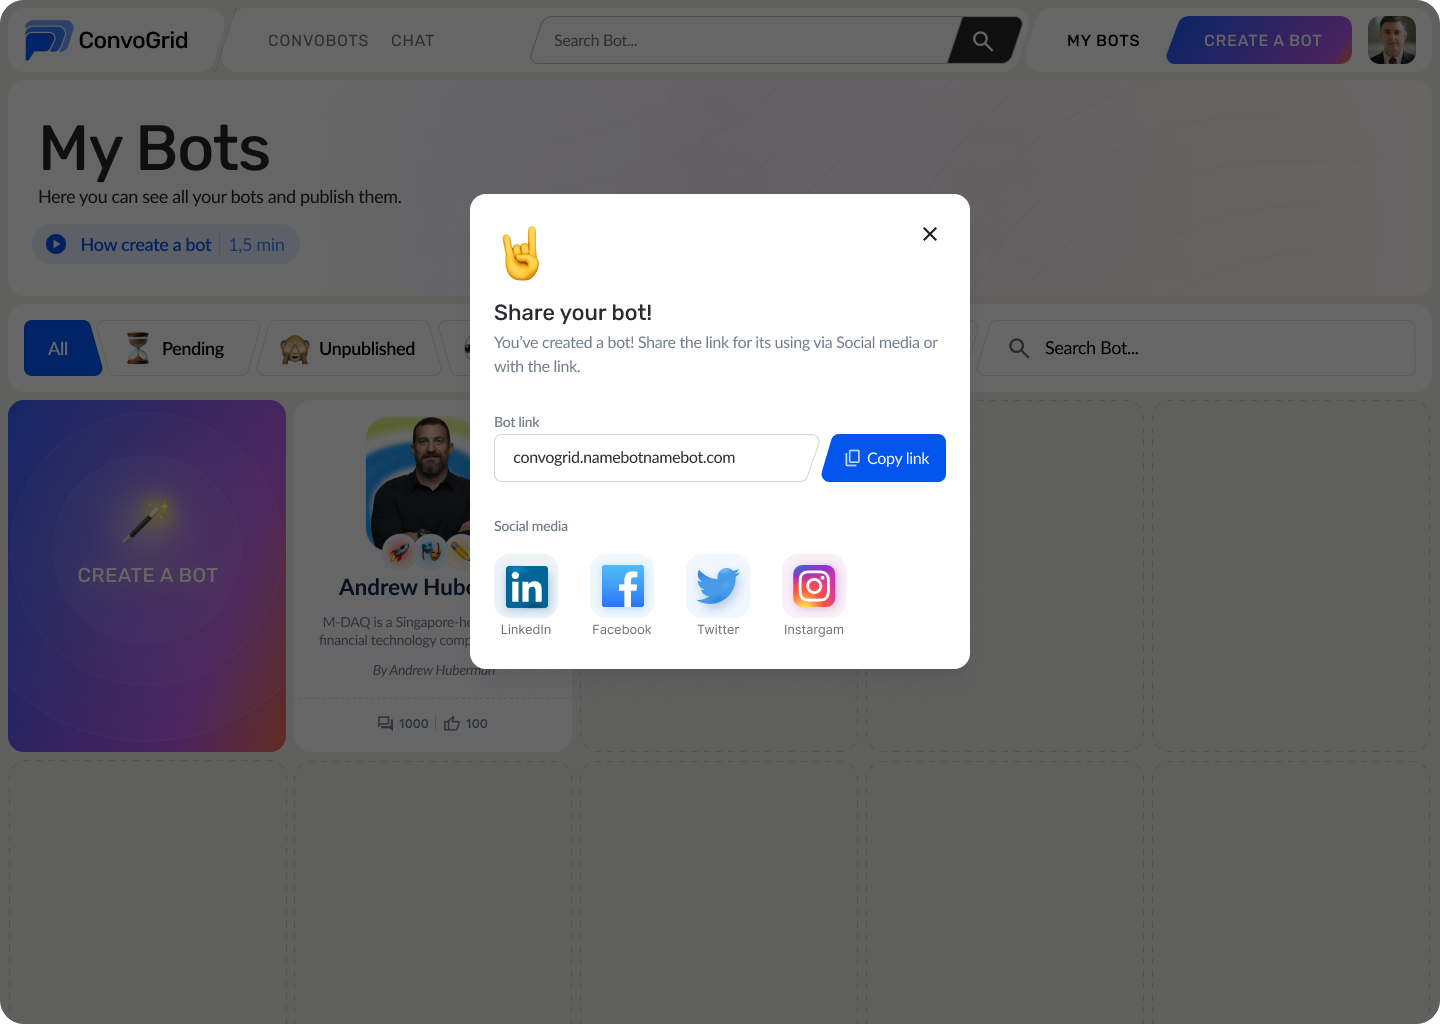 ConvoGrid
CONVOBOTS CHAT
Search Bot...
MY BOTS
CREATE A BOT
My Bots
Here you can see all your bots and publish them.
How create a bot 1,5 min
All
Pending
Unpublished
Search Bot...
Share your bot!
You've created a bot! Share the link for its using via Social media or
with the link.
Bot link
convogrid.namebotnamebot.com
Copy link
Social media
in
LinkedIn
Facebook
Twitter
Instargam
CREATE A BOT
Andrew Hube
M-DAQ is a Singapore-he
financial technology comp
By Andrew Huberman
1000 100